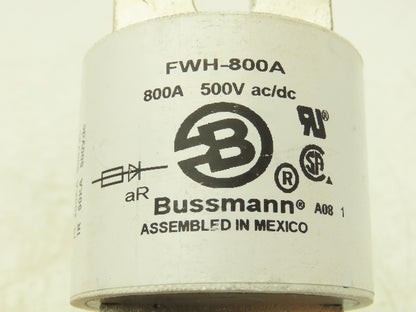 FWH-800A
800A 500V ac/dc
aR
Bussmann® A08 1
ASSEMBLED IN MEXICO